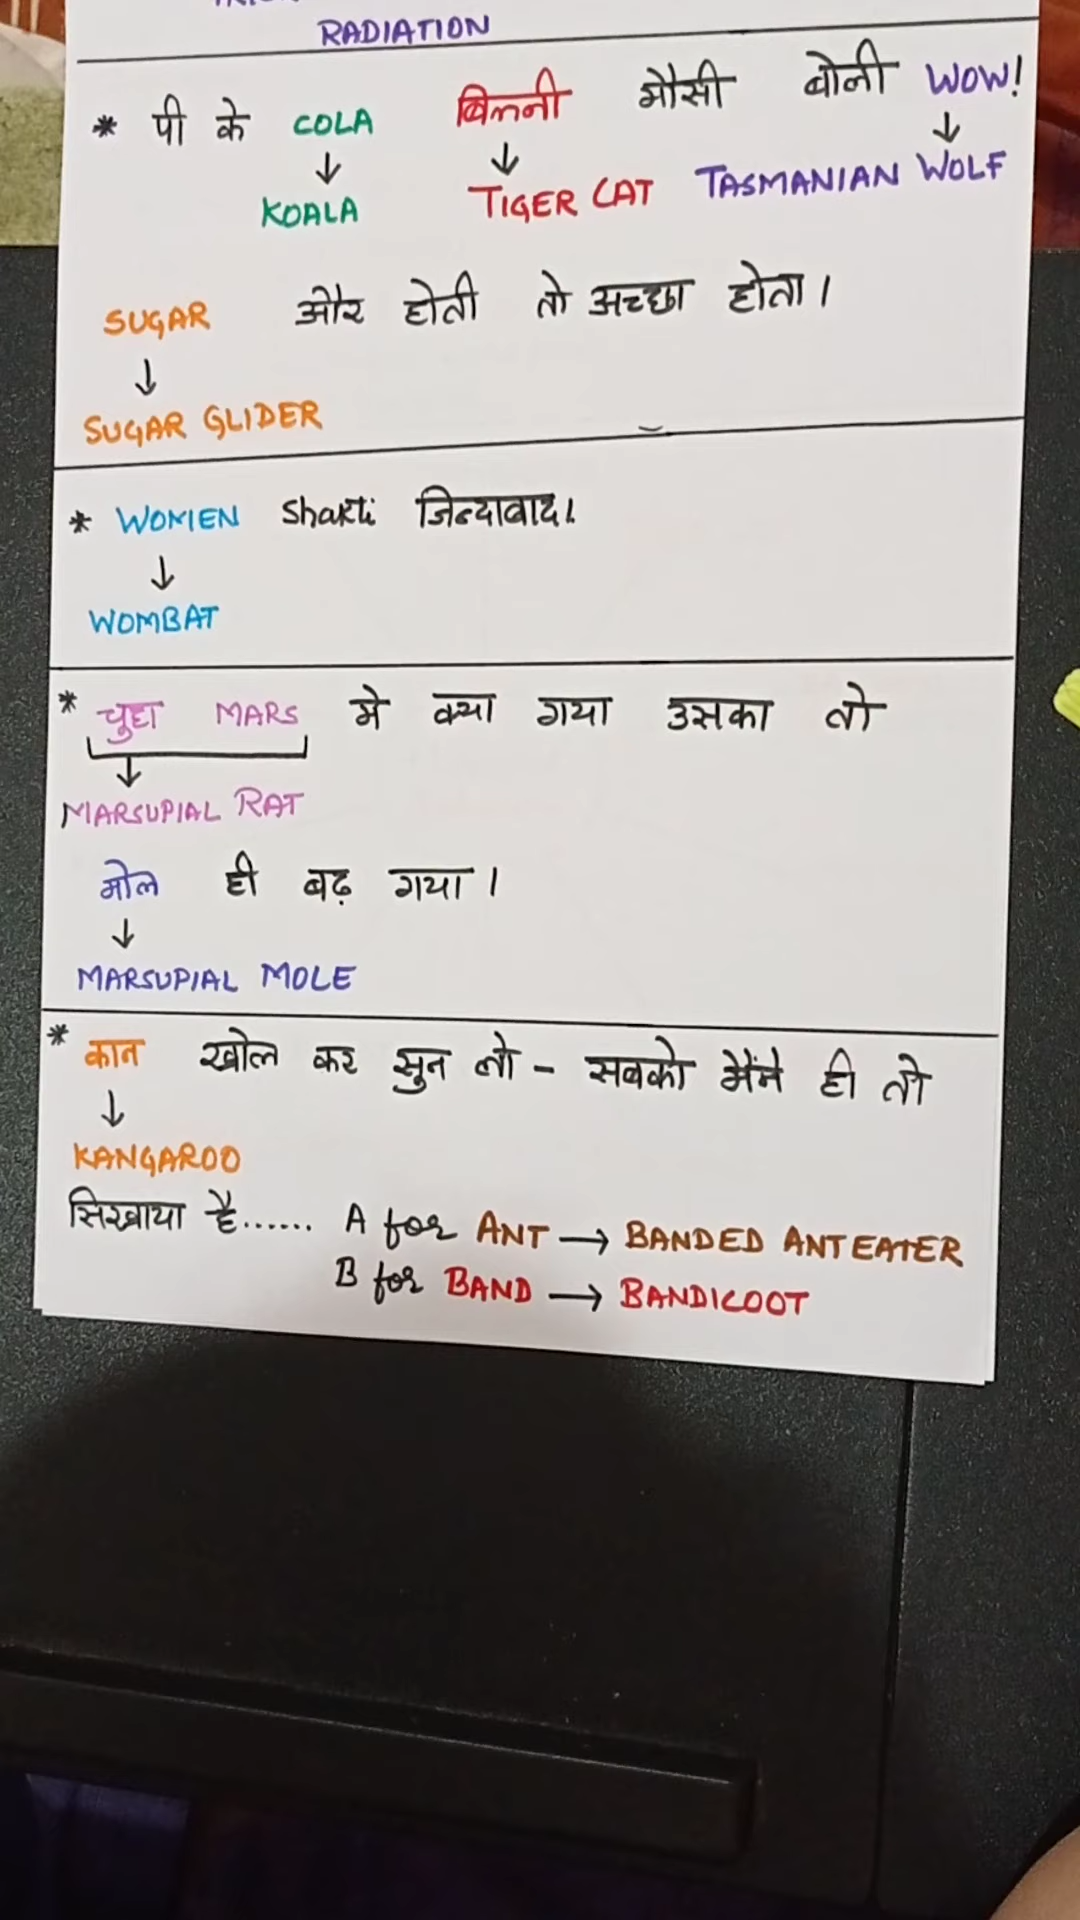 RADIATION
* पी के COLA बिल्ली मौसी बोली WOW!
↓ ↓ ↓
KOALA TIGER CAT TASMANIAN WOLF
SUGAR और होती तो अच्छा होता।
↓
SUGAR GLIDER
* WOMEN Shakti जिन्दाबाद।
↓
WOMBAT
* चुहा MARS मे क्या गया उसका तो
↓
MARSUPIAL RAT
मोल ही बढ़ गया।
↓
MARSUPIAL MOLE
* कान खोल कर सुन लो - सबको मैंने ही तो
↓
KANGAROO
सिखाया है...... A for ANT → BANDED ANTEATER
B for BAND → BANDICOOT